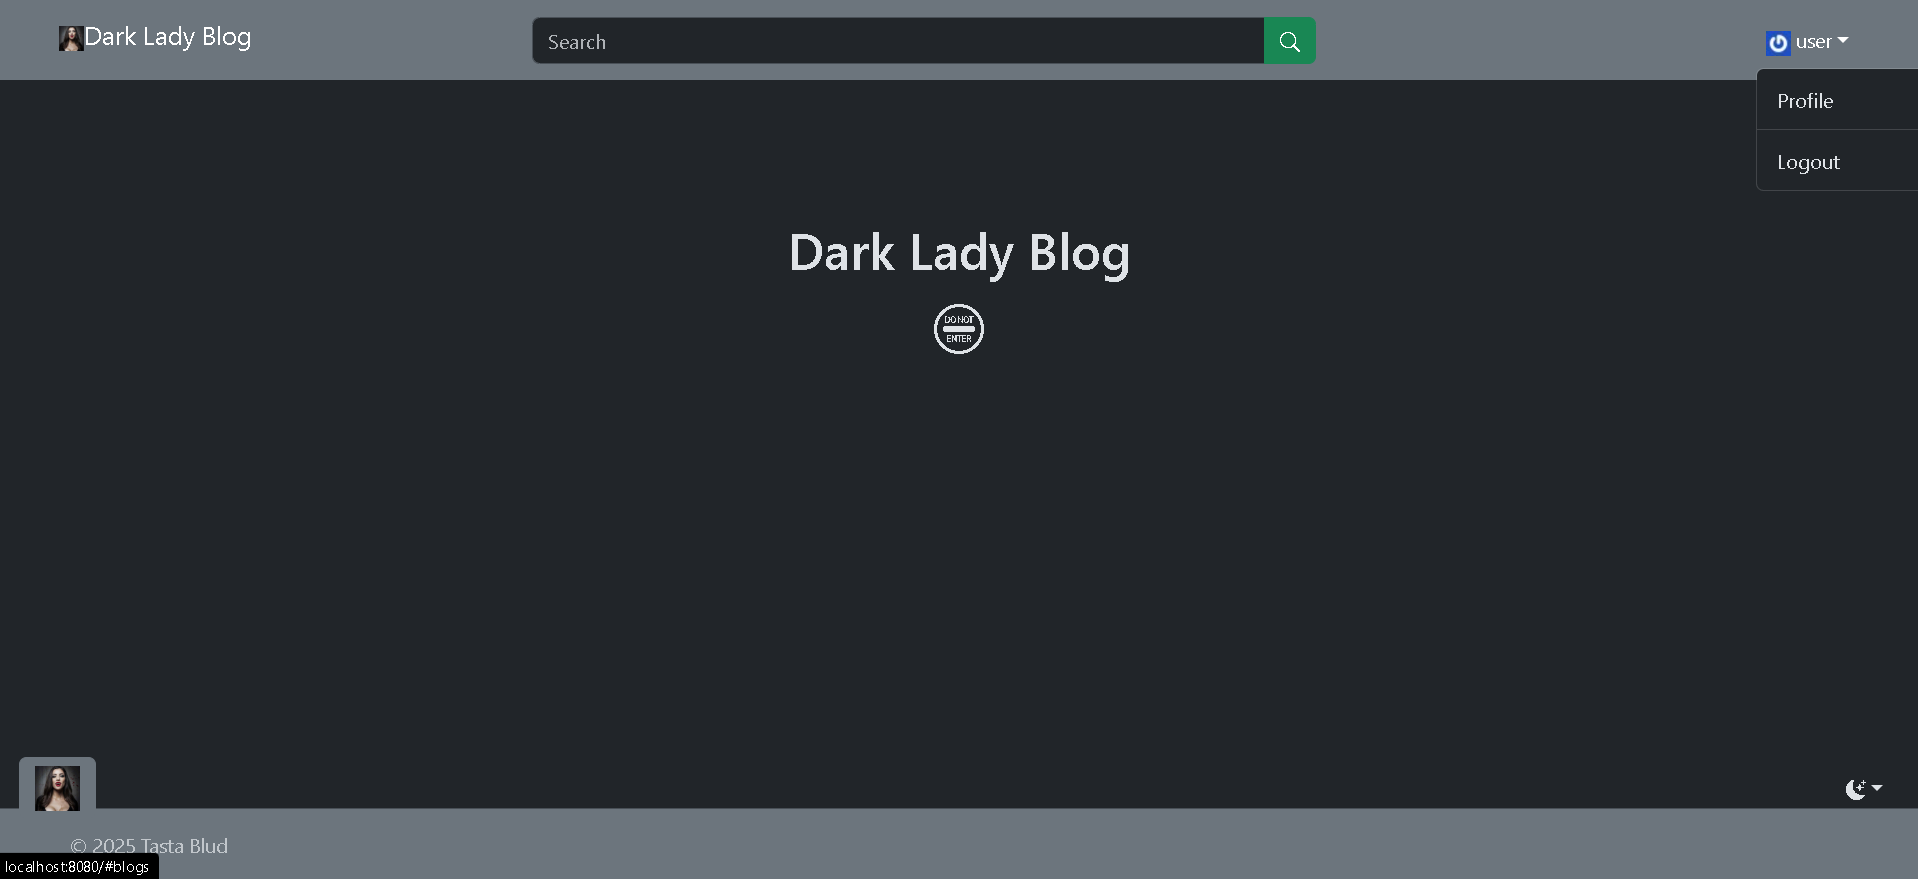 Dark Lady Blog
Search
user
Profile
Logout
Dark Lady Blog
DO NOT
ENTER
© 2025 Tasta Blud
localhost:8080/#blogs